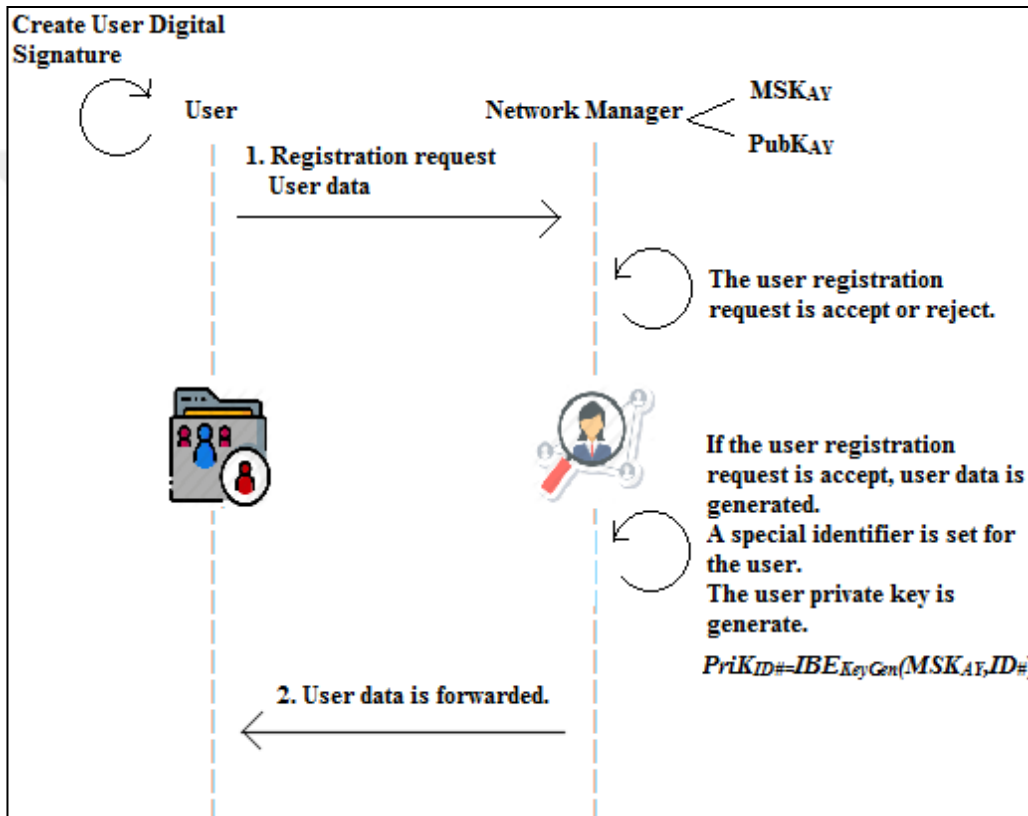 Create User Digital
Signature
User
Network Manager
MSKAY
PubKAY
1. Registration request
User data
The user registration
request is accept or reject.
If the user registration
request is accept, user data is
generated.
A special identifier is set for
the user.
The user private key is
generate.
PriKID#=IBEKeyGen(MSKAY,ID#)
2. User data is forwarded.